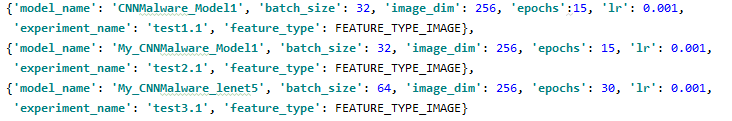 {'model_name': 'CNNMalware_Model1', 'batch_size': 32, 'image_dim': 256, 'epochs':15, 'lr': 0.001,
'experiment_name': 'test1.1', 'feature_type': FEATURE_TYPE_IMAGE},
{'model_name': 'My_CNNMalware_Model1', 'batch_size': 32, 'image_dim': 256, 'epochs': 15, 'lr': 0.001,
'experiment_name': 'test2.1', 'feature_type': FEATURE_TYPE_IMAGE},
{'model_name': 'My_CNNMalware_lenet5', 'batch_size': 64, 'image_dim': 256, 'epochs': 30, 'lr': 0.001,
'experiment_name': 'test3.1', 'feature_type': FEATURE_TYPE_IMAGE}